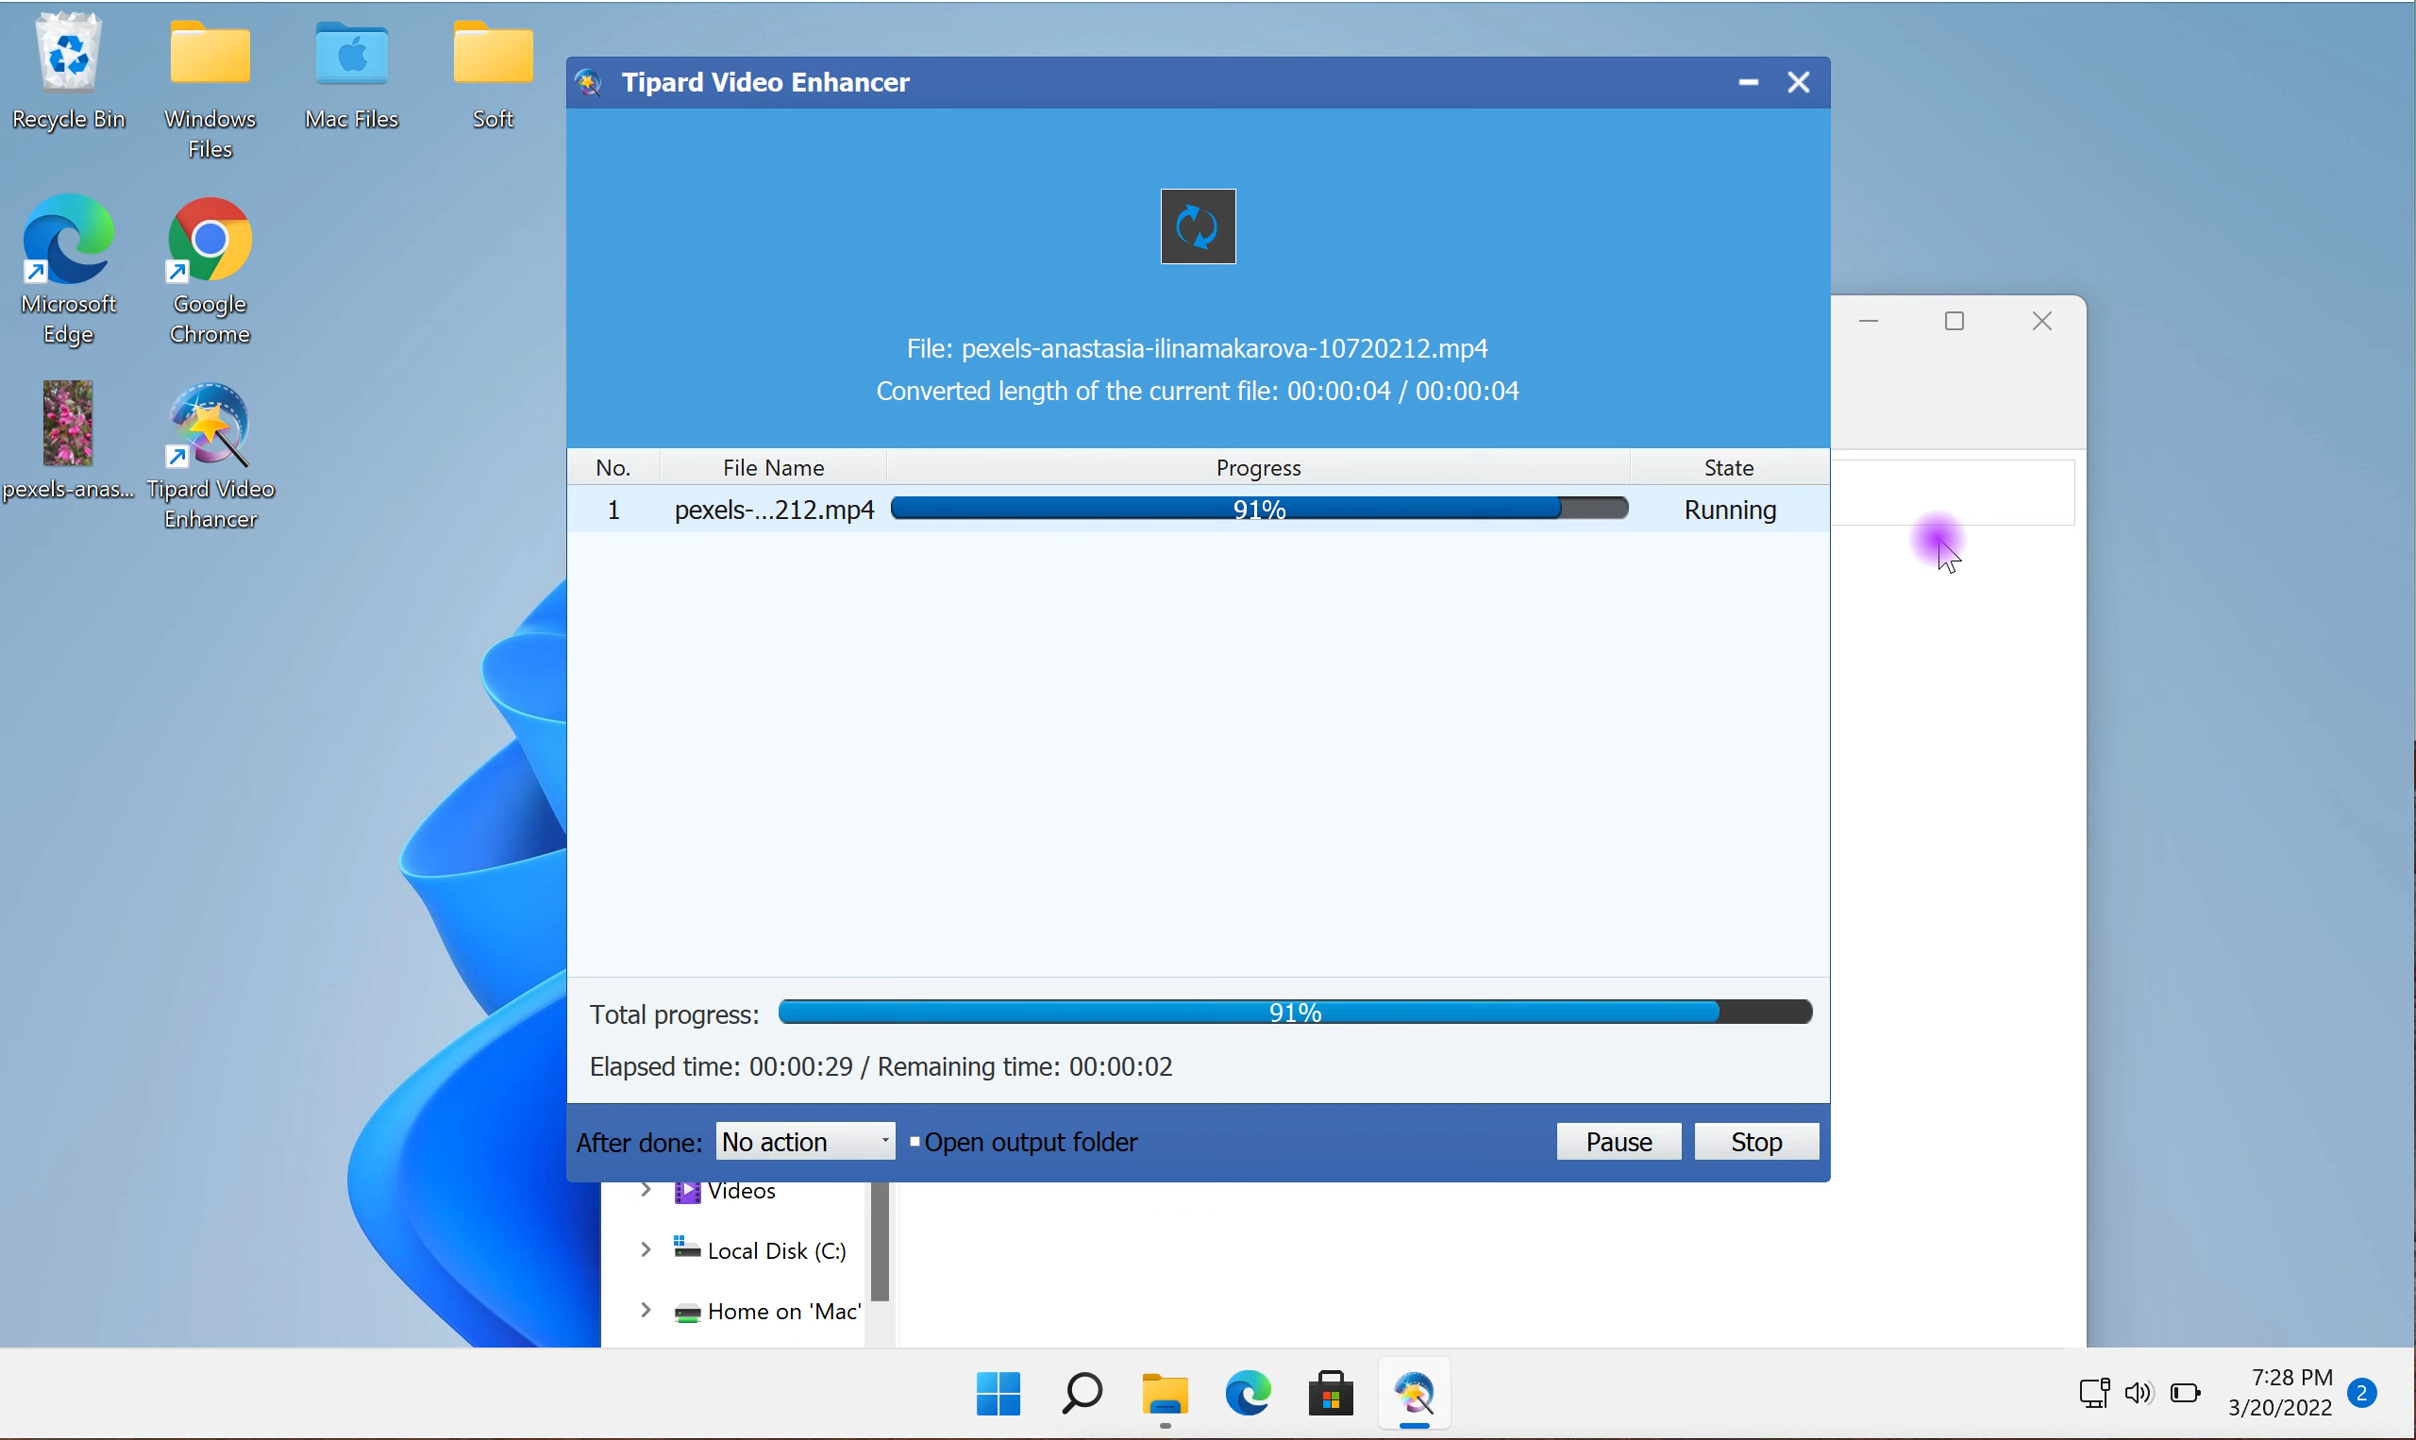 Recycle Bin
Windows
Files
Mac Files
Soft
Microsoft
Edge
Google
Chrome
pexels-anas...
Tipard Video
Enhancer
Tipard Video Enhancer
File: pexels-anastasia-ilinamakarova-10720212.mp4
Converted length of the current file: 00:00:04 / 00:00:04
No. File Name Progress State
1 pexels-...212.mp4 91% Running
Total progress: 91%
Elapsed time: 00:00:29 / Remaining time: 00:00:02
After done: No action Open output folder Pause Stop
Videos
Local Disk (C:)
Home on 'Mac'
7:28 PM
3/20/2022
2